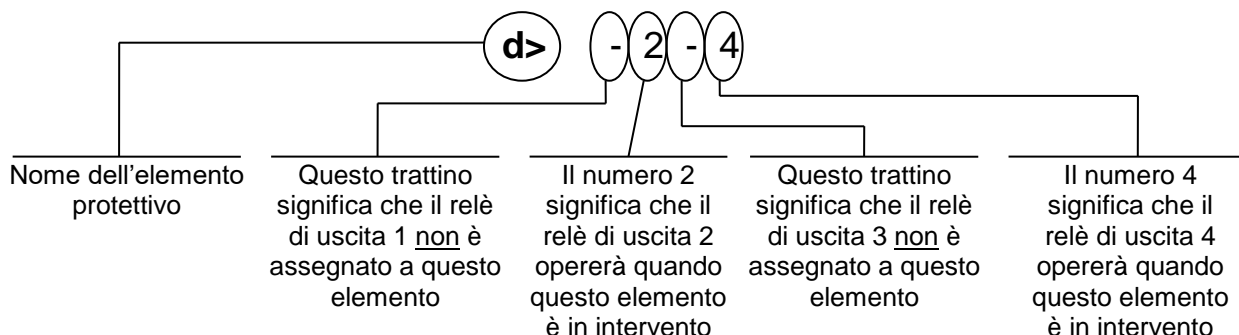 d> - 2 - 4
Nome dell'elemento
protettivo
Questo trattino
significa che il relè
di uscita 1 non è
assegnato a questo
elemento
Il numero 2
significa che il
relè di uscita 2
opererà quando
questo elemento
è in intervento
Questo trattino
significa che il relè
di uscita 3 non è
assegnato a questo
elemento
Il numero 4
significa che il
relè di uscita 4
opererà quando
questo elemento
è in intervento